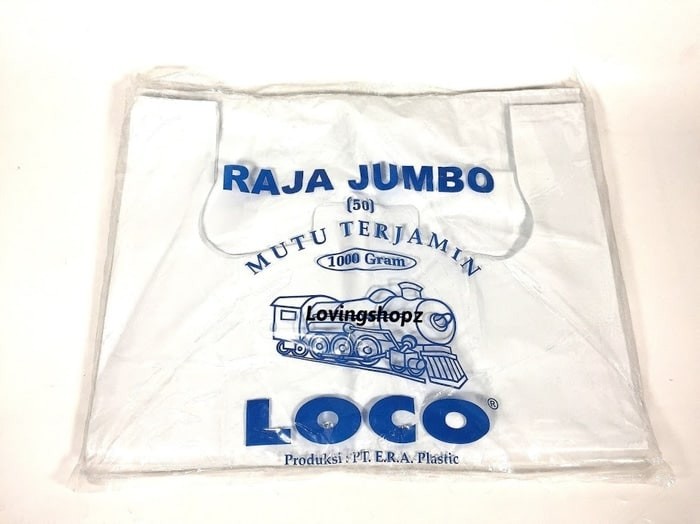 RAJA JUMBO
(50)
MUTU TERJAMIN
1000 Gram
Lovingshopz
LOCO®
Produksi : PT. E.R.A. Plastic